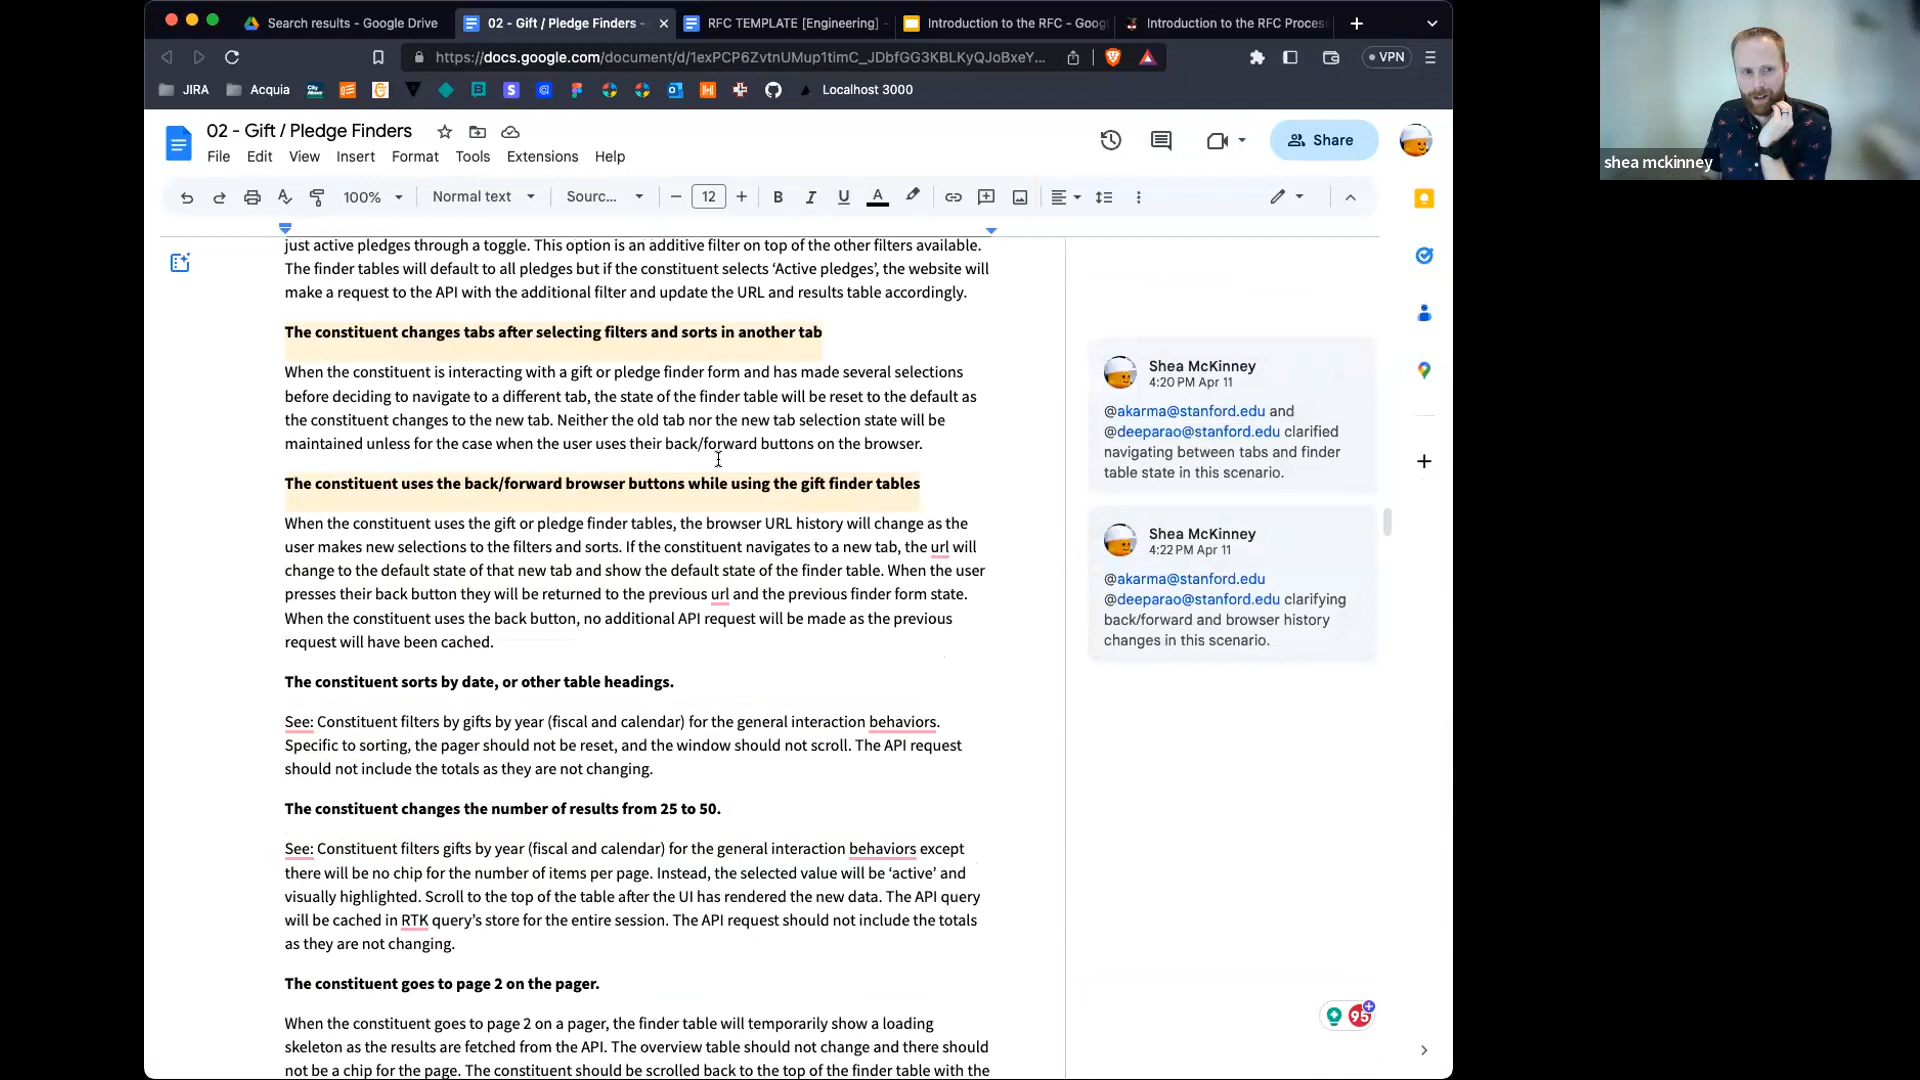 Search results - Google Drive
02 - Gift / Pledge Finders -
RFC TEMPLATE [Engineering] -
Introduction to the RFC - Goog
Introduction to the RFC Proces
https://docs.google.com/document/d/1exPCP6ZvtnUMup1timC_JDbfGG3KBLKyQJoBxeY...
VPN
JIRA
Acquia
Localhost 3000
02 - Gift / Pledge Finders
File Edit View Insert Format Tools Extensions Help
Share
100% Normal text Sourc... 12 B I U A
just active pledges through a toggle. This option is an additive filter on top of the other filters available.
The finder tables will default to all pledges but if the constituent selects ‘Active pledges’, the website will
make a request to the API with the additional filter and update the URL and results table accordingly.
The constituent changes tabs after selecting filters and sorts in another tab
When the constituent is interacting with a gift or pledge finder form and has made several selections
before deciding to navigate to a different tab, the state of the finder table will be reset to the default as
the constituent changes to the new tab. Neither the old tab nor the new tab selection state will be
maintained unless for the case when the user uses their back/forward buttons on the browser.
The constituent uses the back/forward browser buttons while using the gift finder tables
When the constituent uses the gift or pledge finder tables, the browser URL history will change as the
user makes new selections to the filters and sorts. If the constituent navigates to a new tab, the url will
change to the default state of that new tab and show the default state of the finder table. When the user
presses their back button they will be returned to the previous url and the previous finder form state.
When the constituent uses the back button, no additional API request will be made as the previous
request will have been cached.
The constituent sorts by date, or other table headings.
See: Constituent filters by gifts by year (fiscal and calendar) for the general interaction behaviors.
Specific to sorting, the pager should not be reset, and the window should not scroll. The API request
should not include the totals as they are not changing.
The constituent changes the number of results from 25 to 50.
See: Constituent filters gifts by year (fiscal and calendar) for the general interaction behaviors except
there will be no chip for the number of items per page. Instead, the selected value will be ‘active’ and
visually highlighted. Scroll to the top of the table after the UI has rendered the new data. The API query
will be cached in RTK query’s store for the entire session. The API request should not include the totals
as they are not changing.
The constituent goes to page 2 on the pager.
When the constituent goes to page 2 on a pager, the finder table will temporarily show a loading
skeleton as the results are fetched from the API. The overview table should not change and there should
not be a chip for the page. The constituent should be scrolled back to the top of the finder table with the
Shea McKinney
4:20 PM Apr 11
@akarma@stanford.edu and
@deeparao@stanford.edu clarified
navigating between tabs and finder
table state in this scenario.
Shea McKinney
4:22 PM Apr 11
@akarma@stanford.edu
@deeparao@stanford.edu clarifying
back/forward and browser history
changes in this scenario.
95
shea mckinney